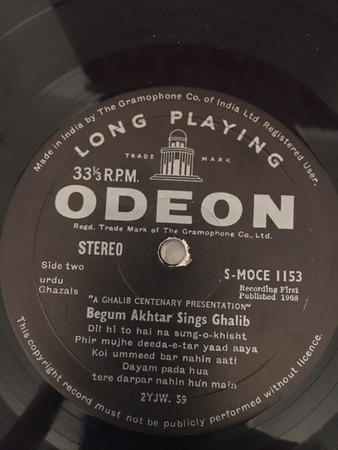 Made in India by The Gramophone Co. of India Ltd Registered User.
LONG PLAYING
TRADE MARK
33⅓ R.P.M.
ODEON
Regd. Trade Mark of The Gramophone Co., Ltd.
STEREO
S-MOCE 1153
Side two
Recording First
Published 1968
urdu
Ghazals
"A GHALIB CENTENARY PRESENTATION"
Begum Akhtar Sings Ghalib
Dil hi to hai na sung-o-khisht
Phir mujhe deeda-e-tar yaad aaya
Koi ummeed bar nahin aati
Dayam pada hua
tere darpar nahin hun main
2YJW. 59
This copyright record must not be publicly performed without licence.